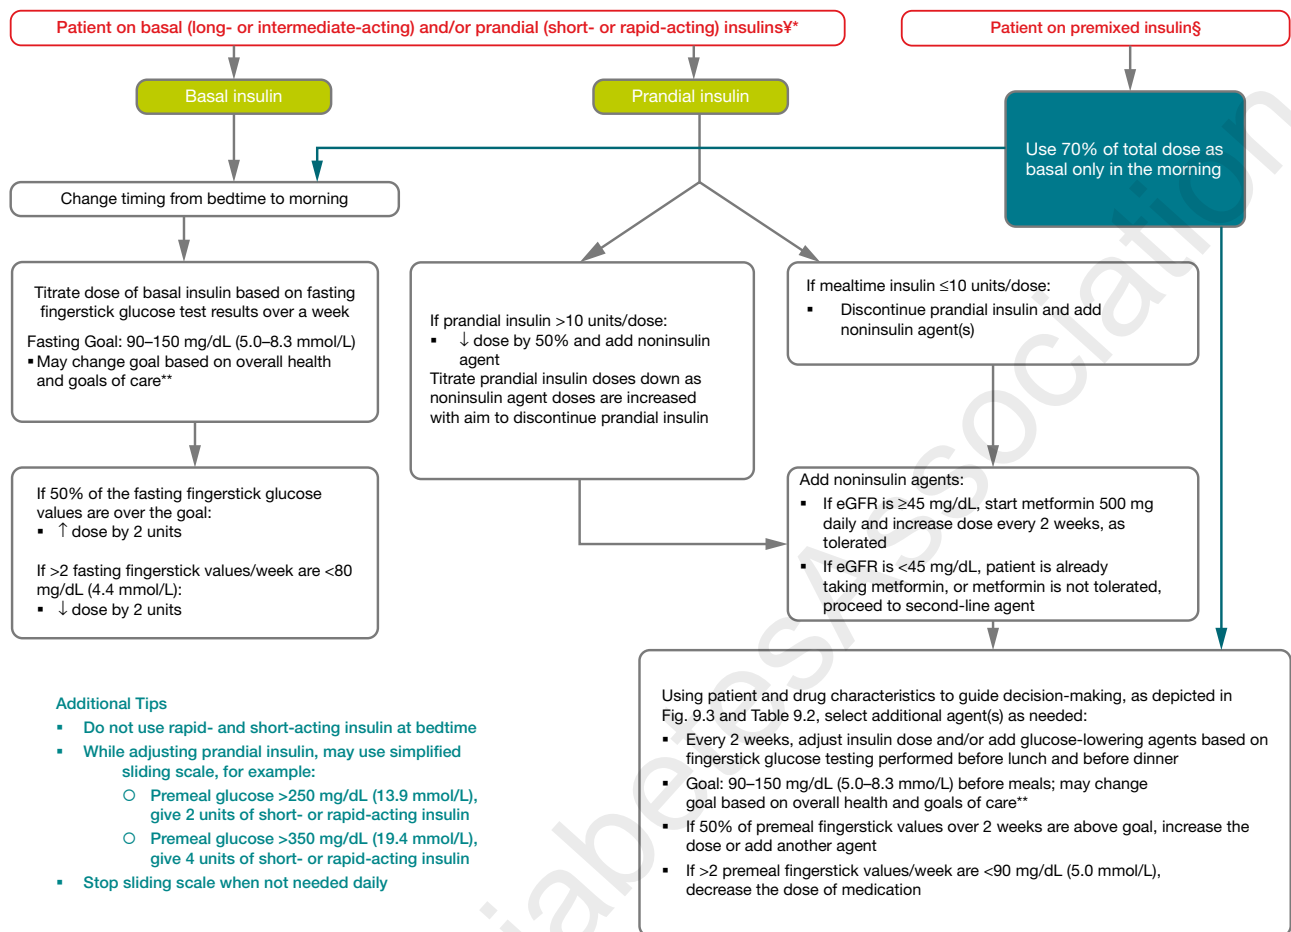 Patient on basal (long- or intermediate-acting) and/or prandial (short- or rapid-acting) insulins¥*
Patient on premixed insulin§
Basal insulin
Prandial insulin
Use 70% of total dose as
basal only in the morning
Change timing from bedtime to morning
Titrate dose of basal insulin based on fasting
fingerstick glucose test results over a week
Fasting Goal: 90–150 mg/dL (5.0–8.3 mmol/L)
▪ May change goal based on overall health
and goals of care**
If prandial insulin >10 units/dose:
▪ ↓ dose by 50% and add noninsulin
agent
Titrate prandial insulin doses down as
noninsulin agent doses are increased
with aim to discontinue prandial insulin
If mealtime insulin ≤10 units/dose:
▪ Discontinue prandial insulin and add
noninsulin agent(s)
If 50% of the fasting fingerstick glucose
values are over the goal:
▪ ↑ dose by 2 units
If >2 fasting fingerstick values/week are <80
mg/dL (4.4 mmol/L):
▪ ↓ dose by 2 units
Add noninsulin agents:
▪ If eGFR is ≥45 mg/dL, start metformin 500 mg
daily and increase dose every 2 weeks, as
tolerated
▪ If eGFR is <45 mg/dL, patient is already
taking metformin, or metformin is not tolerated,
proceed to second-line agent
Additional Tips
▪ Do not use rapid- and short-acting insulin at bedtime
▪ While adjusting prandial insulin, may use simplified
sliding scale, for example:
○ Premeal glucose >250 mg/dL (13.9 mmol/L),
give 2 units of short- or rapid-acting insulin
○ Premeal glucose >350 mg/dL (19.4 mmol/L),
give 4 units of short- or rapid-acting insulin
▪ Stop sliding scale when not needed daily
Using patient and drug characteristics to guide decision-making, as depicted in
Fig. 9.3 and Table 9.2, select additional agent(s) as needed:
▪ Every 2 weeks, adjust insulin dose and/or add glucose-lowering agents based on
fingerstick glucose testing performed before lunch and before dinner
▪ Goal: 90–150 mg/dL (5.0–8.3 mmo/L) before meals; may change
goal based on overall health and goals of care**
▪ If 50% of premeal fingerstick values over 2 weeks are above goal, increase the
dose or add another agent
▪ If >2 premeal fingerstick values/week are <90 mg/dL (5.0 mmol/L),
decrease the dose of medication
iabetesAssociation